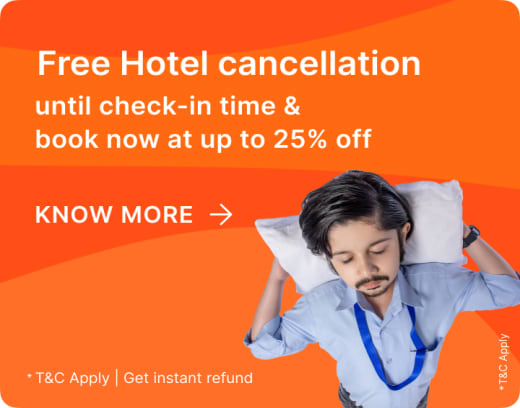 Free Hotel cancellation
until check-in time &
book now at up to 25% off
KNOW MORE →
* T&C Apply | Get instant refund
*T&C Apply